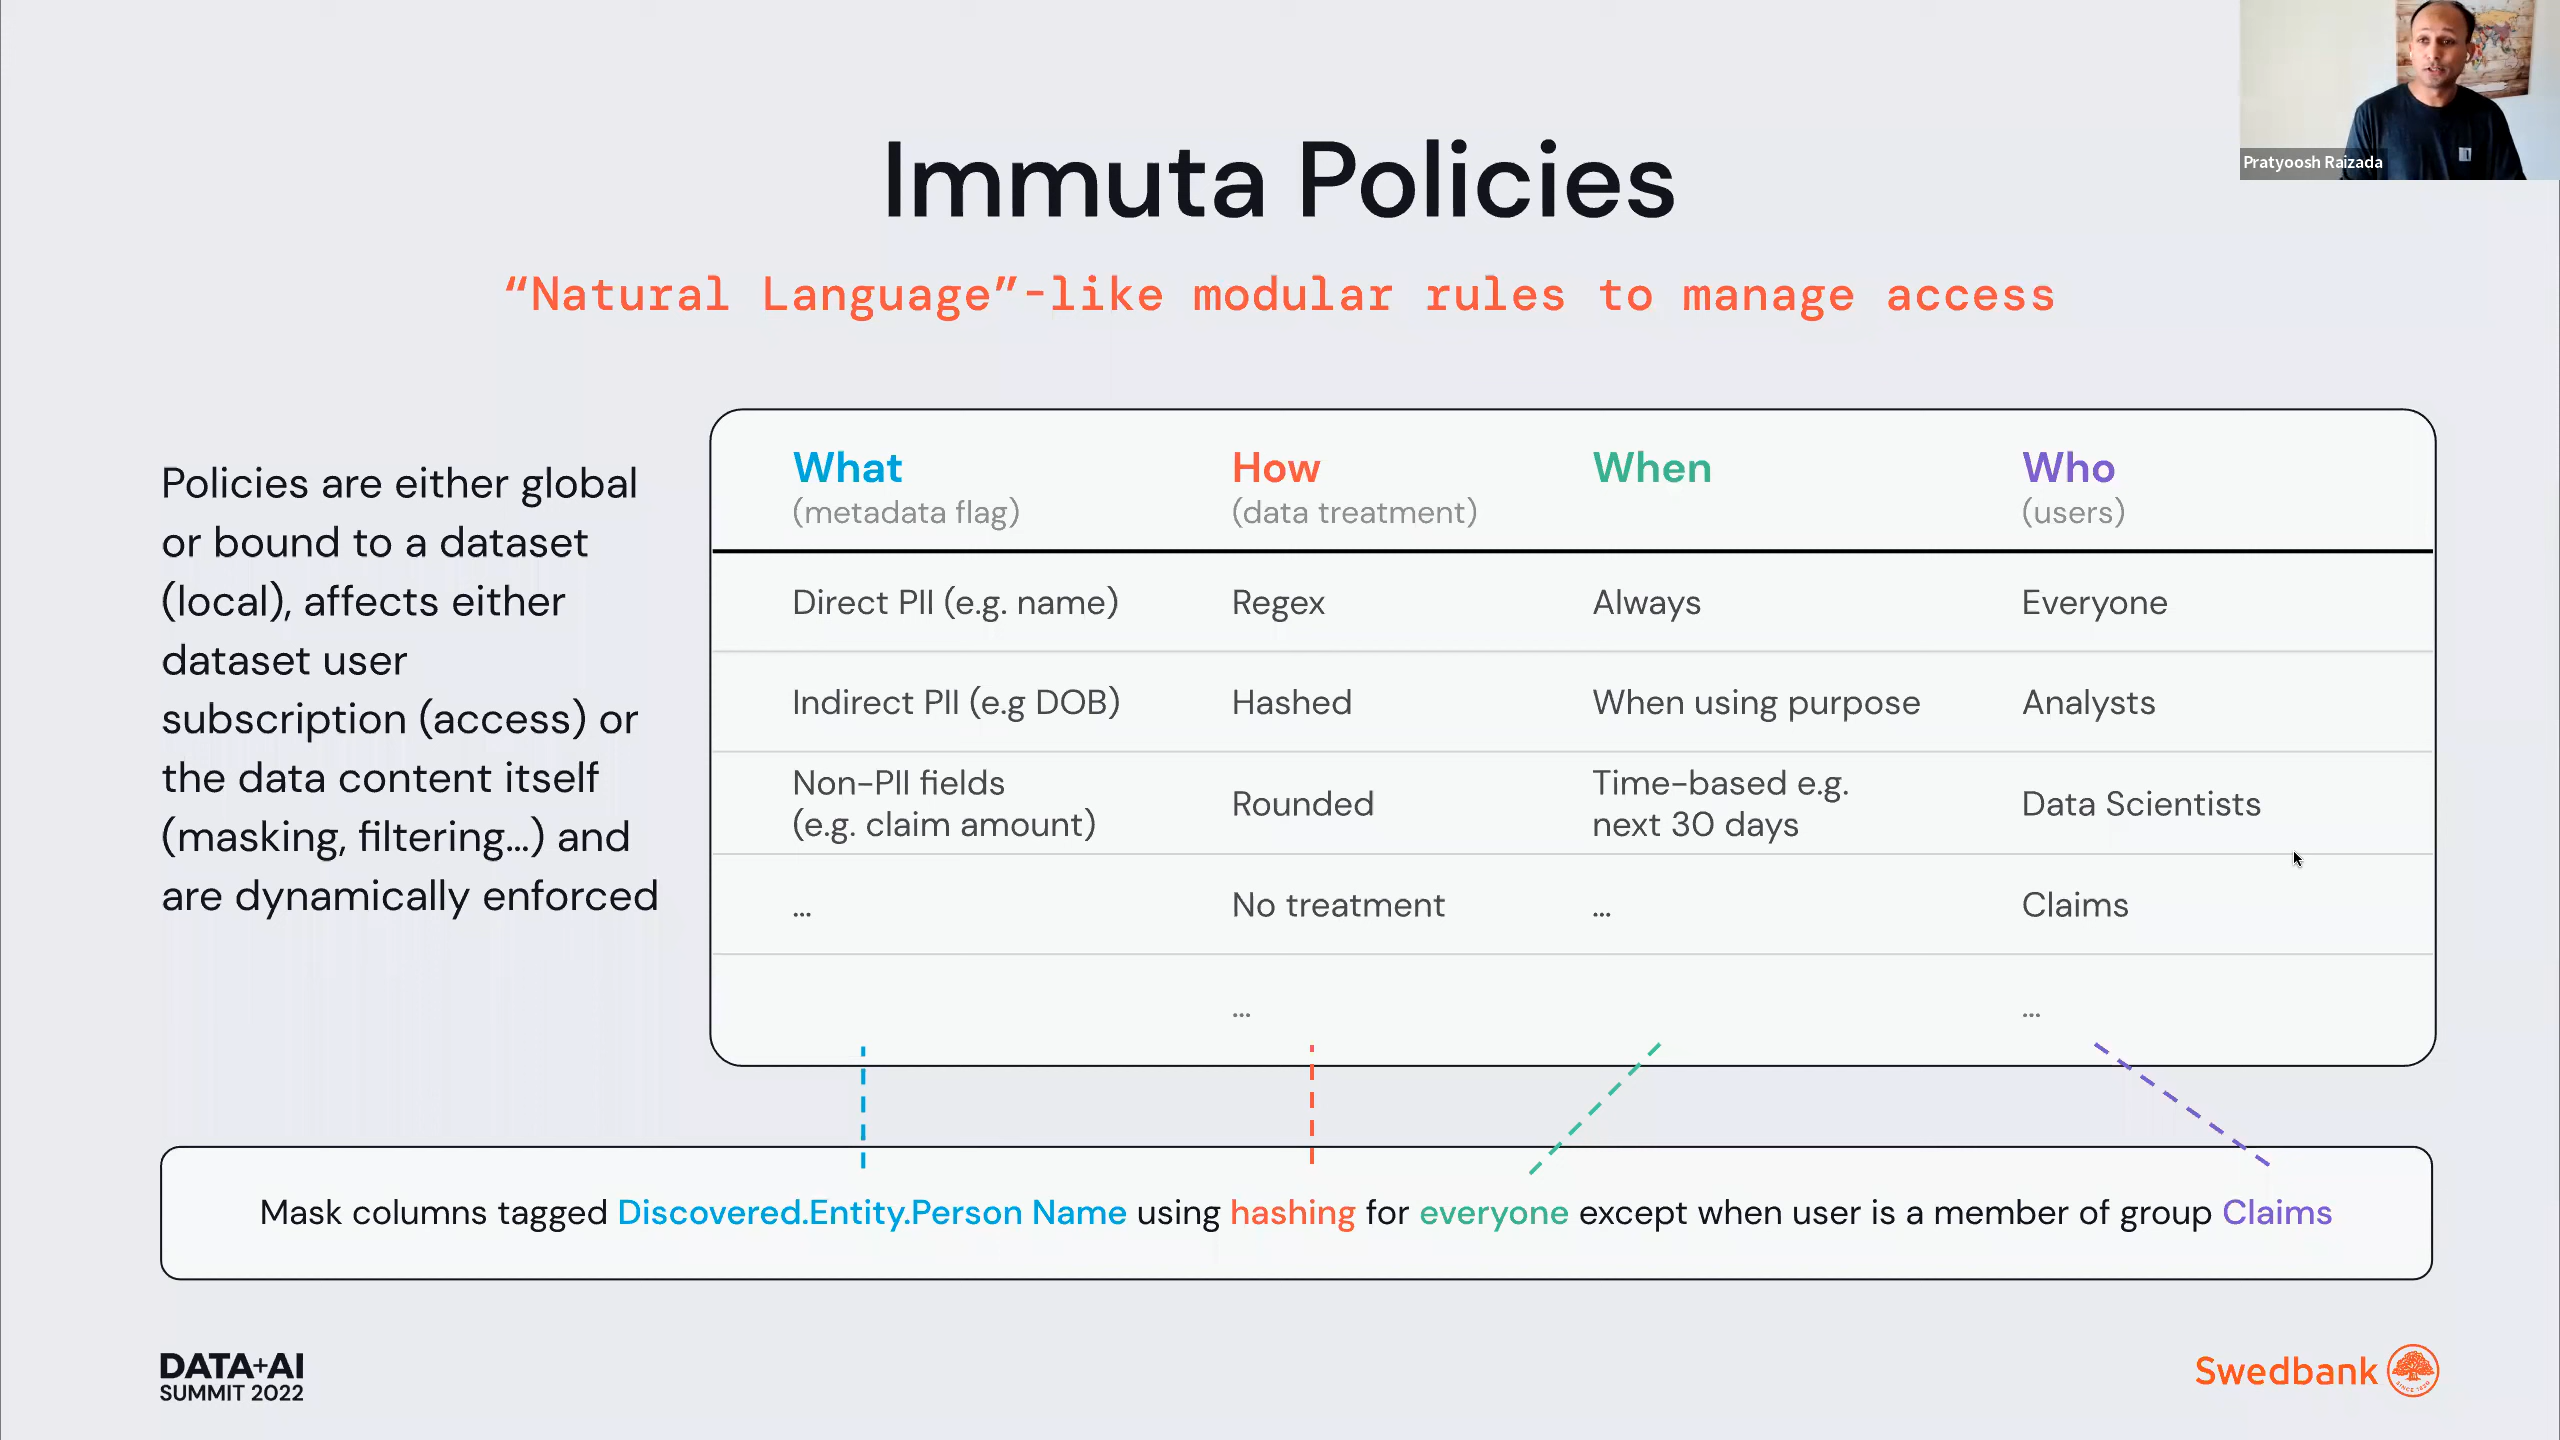 Pratyoosh Raizada
Immuta Policies
“Natural Language”-like modular rules to manage access
Policies are either global
or bound to a dataset
(local), affects either
dataset user
subscription (access) or
the data content itself
(masking, filtering...) and
are dynamically enforced
What How When Who
(metadata flag) (data treatment) (users)
Direct PII (e.g. name) Regex Always Everyone
Indirect PII (e.g DOB) Hashed When using purpose Analysts
Non-PII fields
(e.g. claim amount) Rounded Time-based e.g.
next 30 days Data Scientists
... No treatment ... Claims
... ...
Mask columns tagged Discovered.Entity.Person Name using hashing for everyone except when user is a member of group Claims
DATA+AI
SUMMIT 2022
Swedbank
SINCE 1820